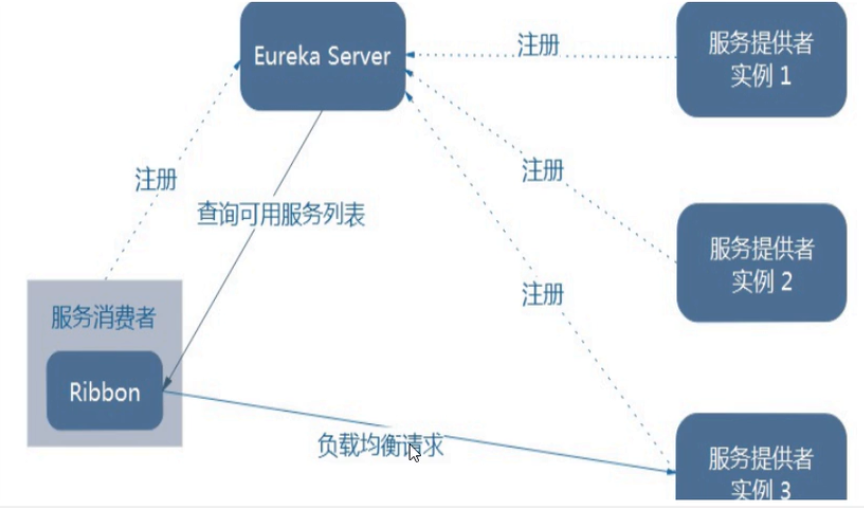 Eureka Server
注册
服务提供者
实例 1
注册
注册
查询可用服务列表
服务提供者
实例 2
注册
服务消费者
Ribbon
负载均衡请求
服务提供者
实例 3